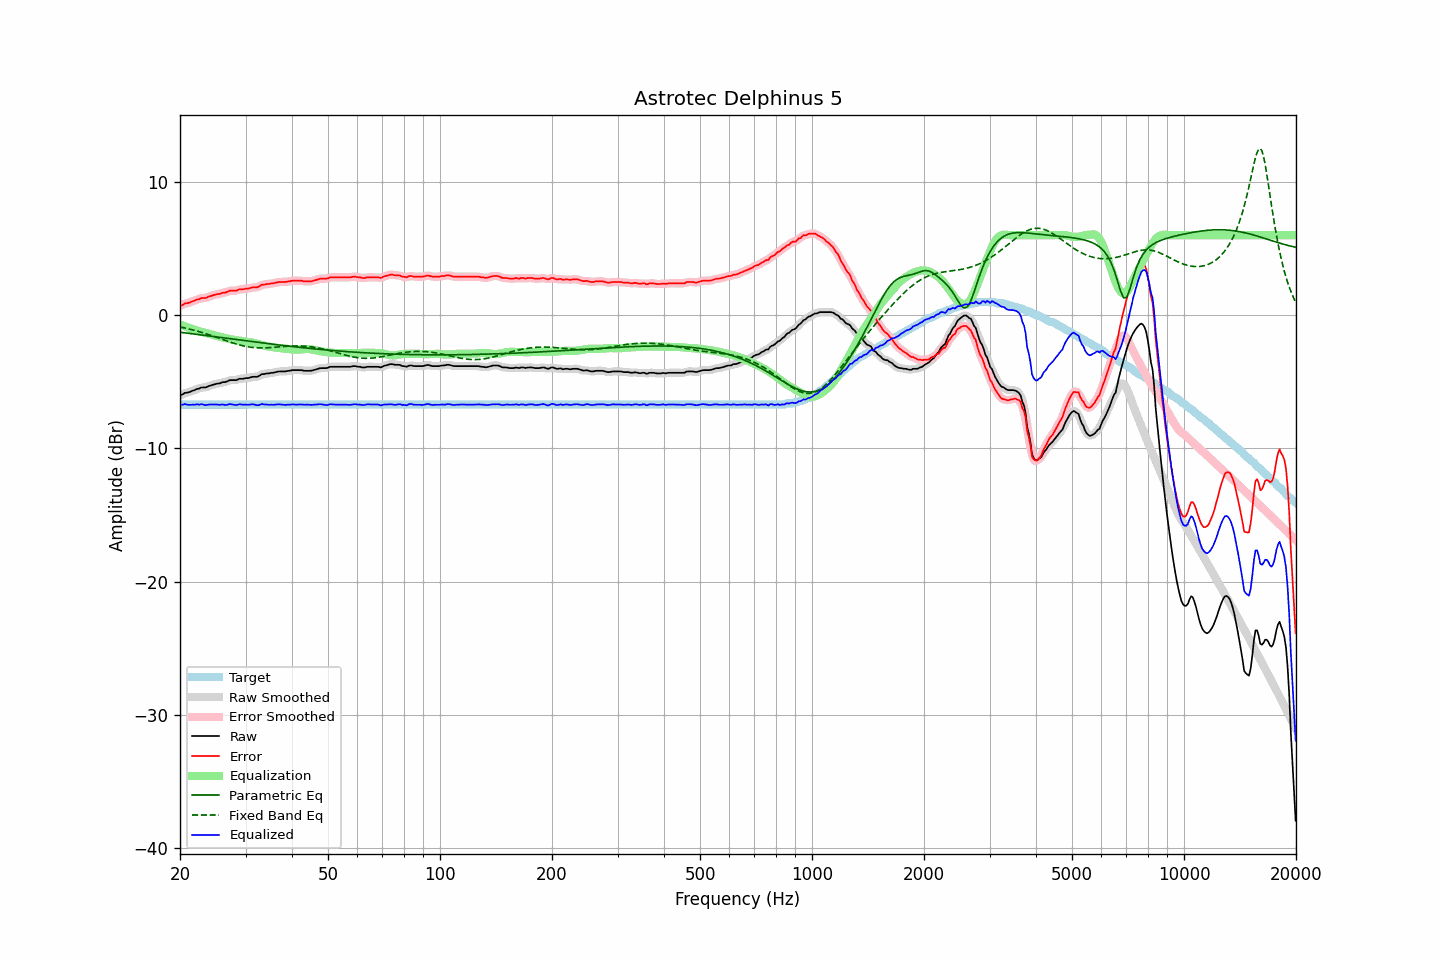 Astrotec Delphinus 5
Amplitude (dBr)
10
0
−10
−20
−30
−40
Target
Raw Smoothed
Error Smoothed
Raw
Error
Equalization
Parametric Eq
Fixed Band Eq
Equalized
20 50 100 200 500 1000 2000 5000 10000 20000
Frequency (Hz)